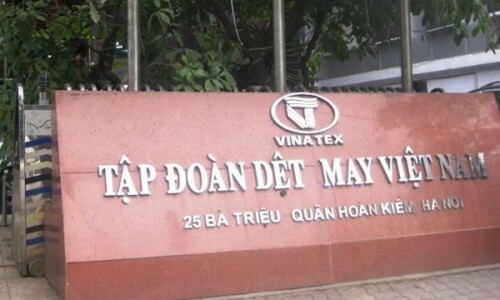 VINATEX
TẬP ĐOÀN DỆT MAY VIỆT NAM
25 BÀ TRIỆU QUẬN HOÀN KIẾM HÀ NỘI